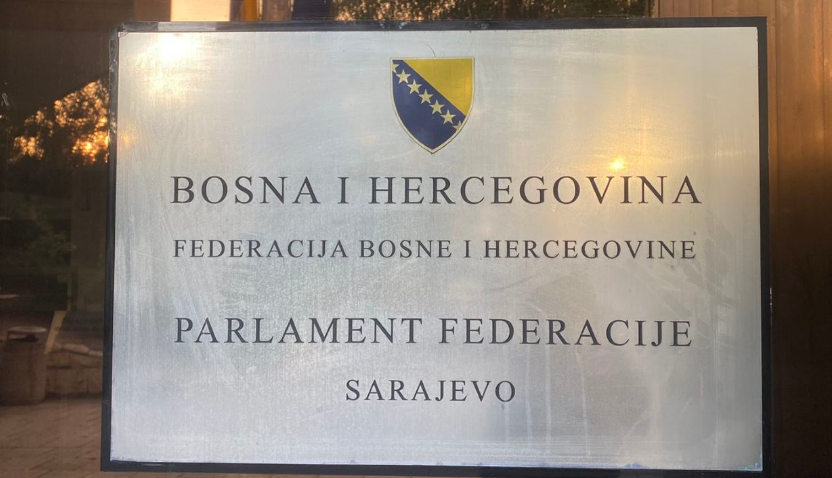 BOSNA I HERCEGOVINA
FEDERACIJA BOSNE I HERCEGOVINE
PARLAMENT FEDERACIJE
SARAJEVO